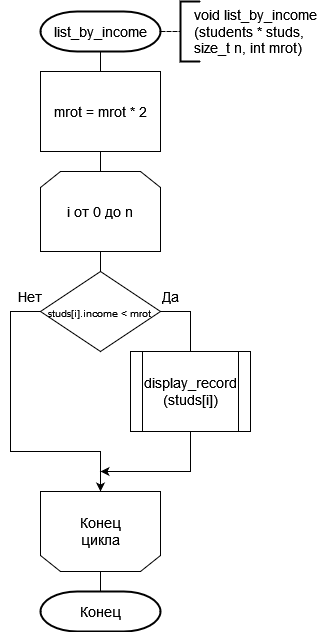 list_by_income
void list_by_income
(students * studs,
size_t n, int mrot)
mrot = mrot * 2
i от 0 до n
Нет
Да
studs[i].income < mrot
display_record
(studs[i])
Конец
цикла
Конец